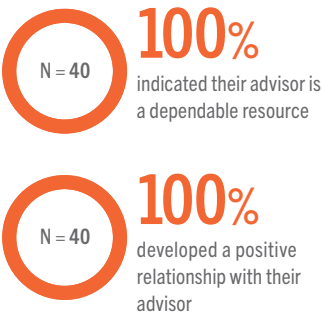 N = 40
100%
indicated their advisor is
a dependable resource
N = 40
100%
developed a positive
relationship with their
advisor